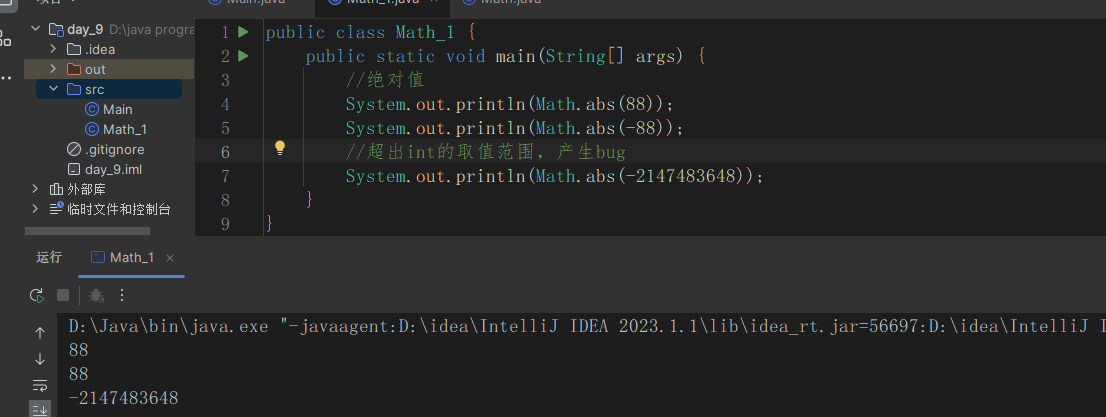 Main.java Math_1.java Math.java
day_9 D:\java progra
.idea
out
src
Main
Math_1
.gitignore
day_9.iml
外部库
临时文件和控制台
1 public class Math_1 {
2 public static void main(String[] args) {
3 //绝对值
4 System.out.println(Math.abs(88));
5 System.out.println(Math.abs(-88));
6 //超出int的取值范围，产生bug
7 System.out.println(Math.abs(-2147483648));
8 }
9 }
运行 Math_1
D:\Java\bin\java.exe "-javaagent:D:\idea\IntelliJ IDEA 2023.1.1\lib\idea_rt.jar=56697:D:\idea\IntelliJ I
88
88
-2147483648